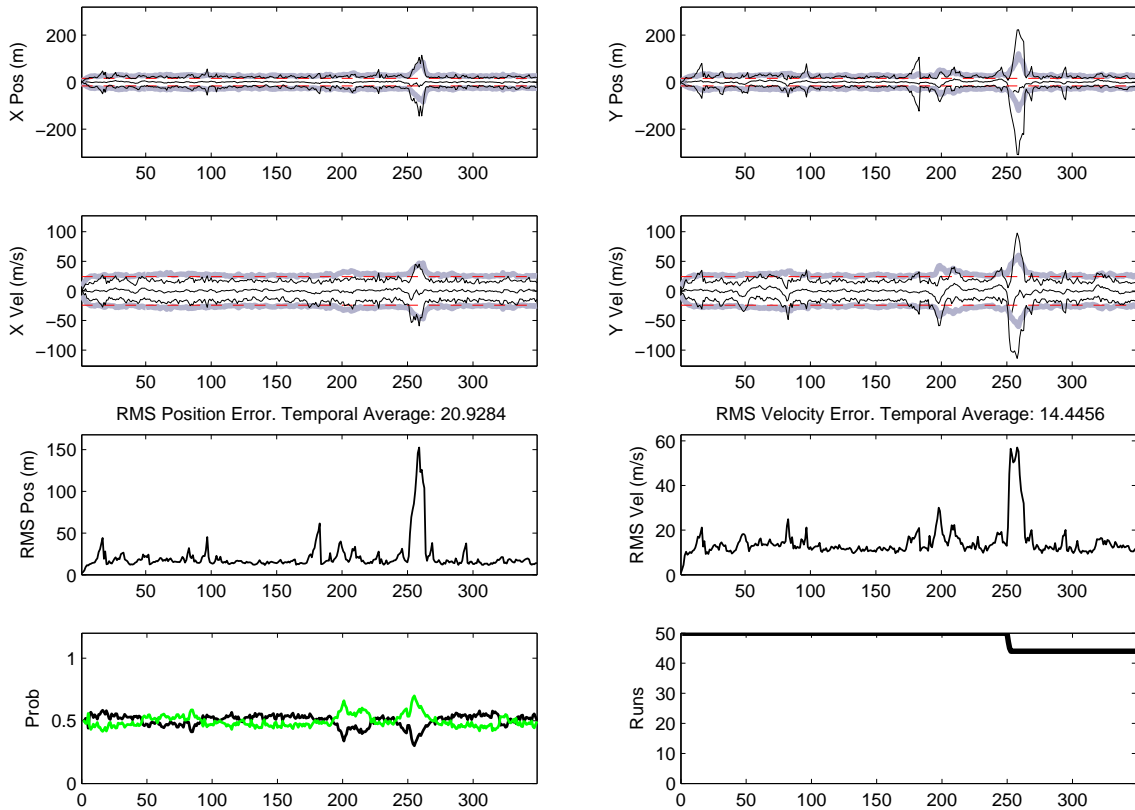 200
0
−200
X Pos (m)
50 100 150 200 250 300
200
0
−200
Y Pos (m)
50 100 150 200 250 300
100
50
0
−50
−100
X Vel (m/s)
50 100 150 200 250 300
100
50
0
−50
−100
Y Vel (m/s)
50 100 150 200 250 300
RMS Position Error. Temporal Average: 20.9284
150
100
50
0
RMS Pos (m)
50 100 150 200 250 300
RMS Velocity Error. Temporal Average: 14.4456
60
40
20
0
RMS Vel (m/s)
50 100 150 200 250 300
1
0.5
0
Prob
0 50 100 150 200 250 300
50
40
30
20
10
0
Runs
50 100 150 200 250 300